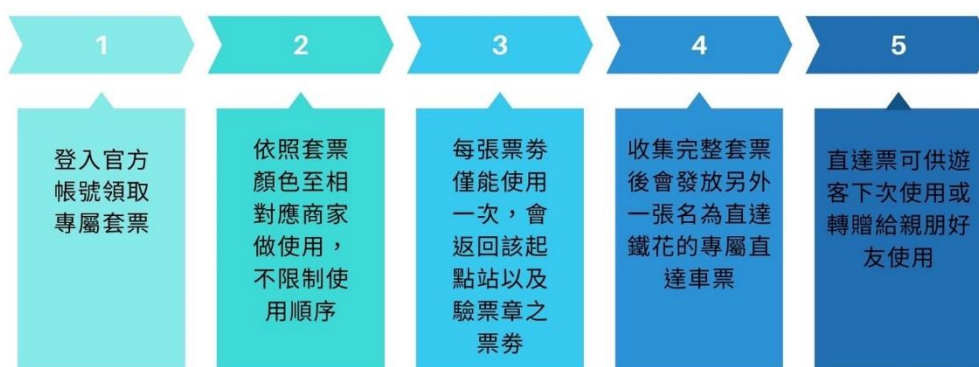 1
2
3
4
5
登入官方
帳號領取
專屬套票
依照套票
顏色至相
對應商家
做使用，
不限制使
用順序
每張票券
僅能使用
一次，會
返回該起
點站以及
驗票章之
票券
收集完整套票
後會發放另外
一張名為直達
鐵花的專屬直
達車票
直達票可供遊
客下次使用或
轉贈給親朋好
友使用